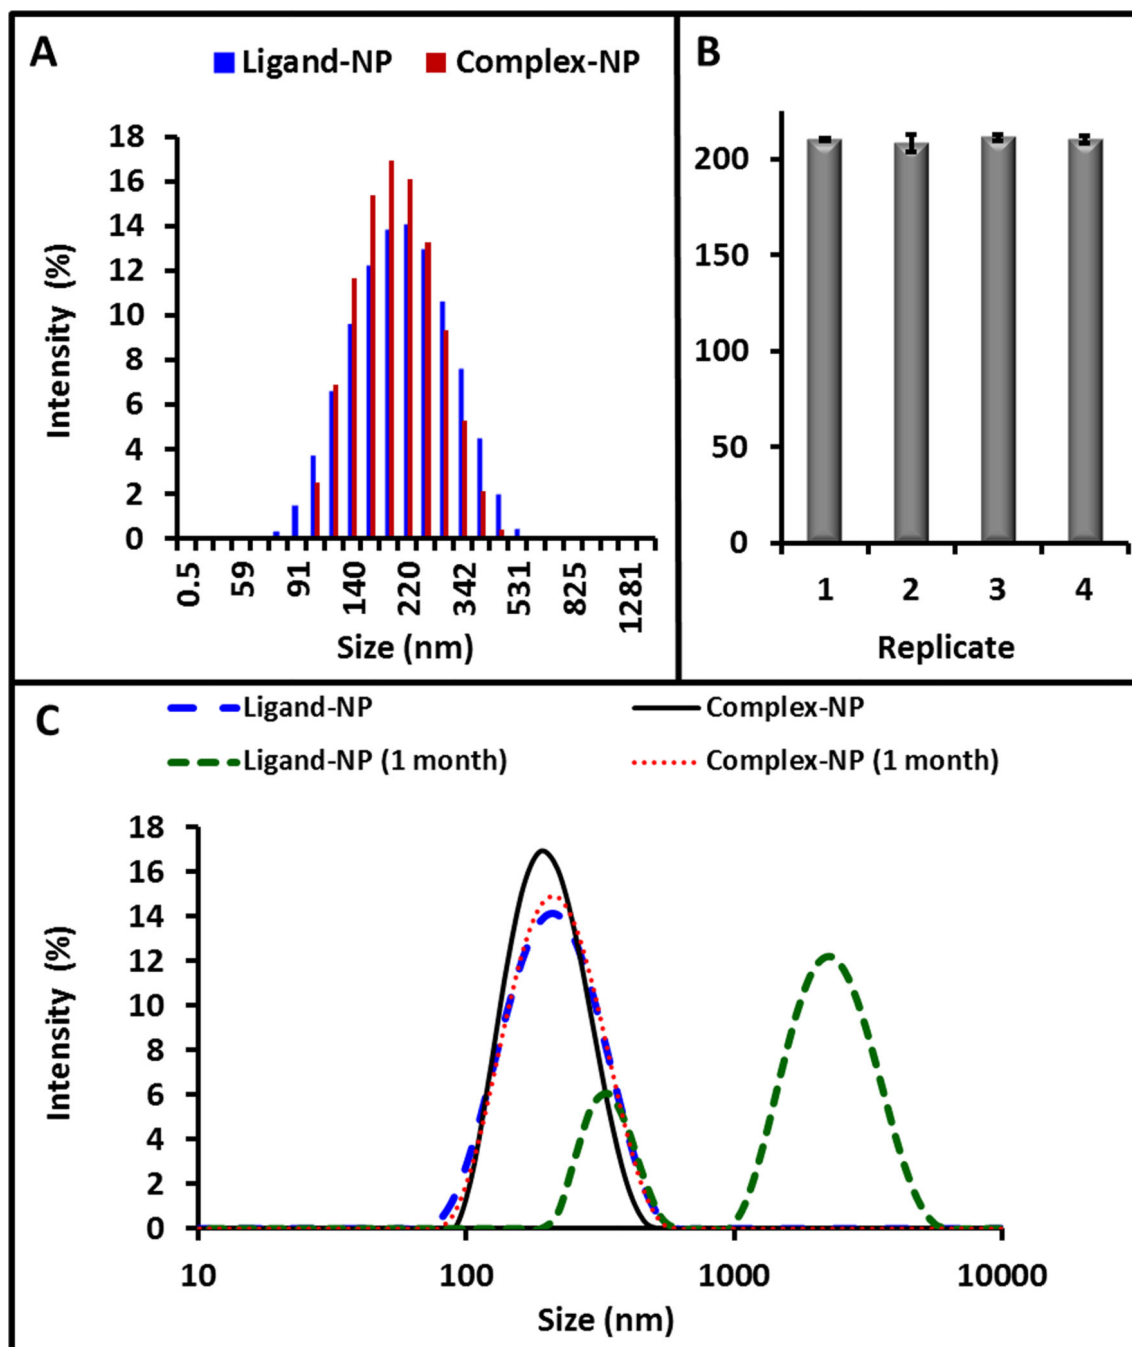 A
Ligand-NP Complex-NP
Intensity (%)
18
16
14
12
10
8
6
4
2
0
0.5 59 91 140 220 342 531 825 1281
Size (nm)
B
200
150
100
50
0
1 2 3 4
Replicate
C
Ligand-NP Complex-NP
Ligand-NP (1 month) Complex-NP (1 month)
Intensity (%)
18
16
14
12
10
8
6
4
2
0
10 100 1000 10000
Size (nm)